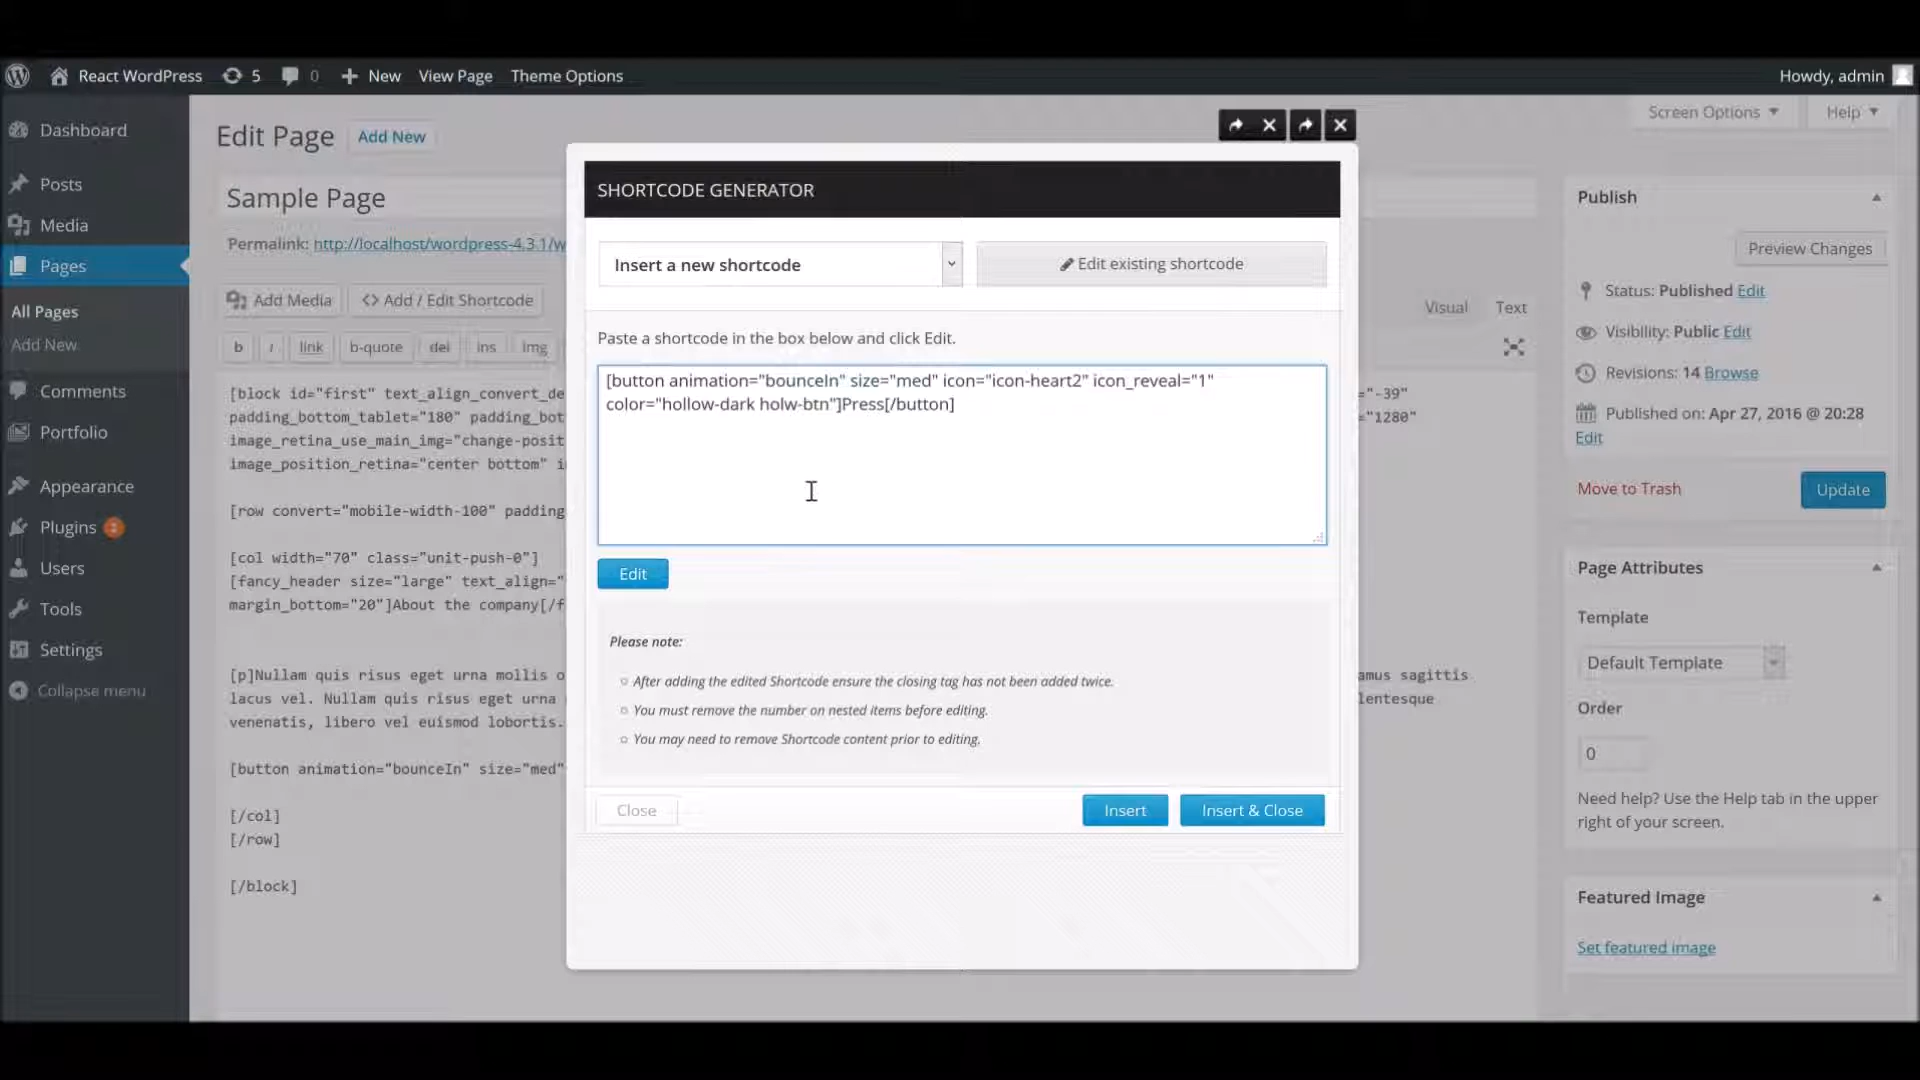 React WordPress 5 0 New View Page Theme Options Howdy, admin
Dashboard
Posts
Media
Pages
All Pages
Add New
Comments
Portfolio
Appearance
Plugins
Users
Tools
Settings
Collapse menu
Edit Page Add New
Screen Options Help
Sample Page
Permalink: http://localhost/wordpress-4.3.1/w
Add Media <> Add / Edit Shortcode
Visual Text
b i link b-quote del ins img
[block id="first" text_align_convert_de ="-39"
padding_bottom_tablet="180" padding_bot ="1280"
image_retina_use_main_img="change-posit
image_position_retina="center bottom" i
[row convert="mobile-width-100" padding
[col width="70" class="unit-push-0"]
[fancy_header size="large" text_align="
margin_bottom="20"]About the company[/f
[p]Nullam quis risus eget urna mollis o amus sagittis
lacus vel. Nullam quis risus eget urna lentesque
venenatis, libero vel euismod lobortis.
[button animation="bounceIn" size="med"
[/col]
[/row]
[/block]
SHORTCODE GENERATOR
Insert a new shortcode Edit existing shortcode
Paste a shortcode in the box below and click Edit.
[button animation="bounceIn" size="med" icon="icon-heart2" icon_reveal="1"
color="hollow-dark holw-btn"]Press[/button]
Edit
Please note:
After adding the edited Shortcode ensure the closing tag has not been added twice.
You must remove the number on nested items before editing.
You may need to remove Shortcode content prior to editing.
Close Insert Insert & Close
Publish
Preview Changes
Status: Published Edit
Visibility: Public Edit
Revisions: 14 Browse
Published on: Apr 27, 2016 @ 20:28
Edit
Move to Trash Update
Page Attributes
Template
Default Template
Order
0
Need help? Use the Help tab in the upper
right of your screen.
Featured Image
Set featured image